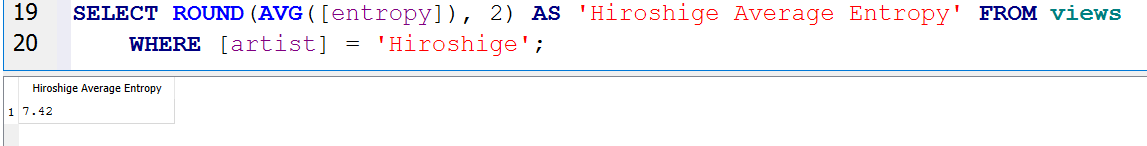 19 SELECT ROUND(AVG([entropy]), 2) AS 'Hiroshige Average Entropy' FROM views
20 WHERE [artist] = 'Hiroshige';
Hiroshige Average Entropy
1 7.42